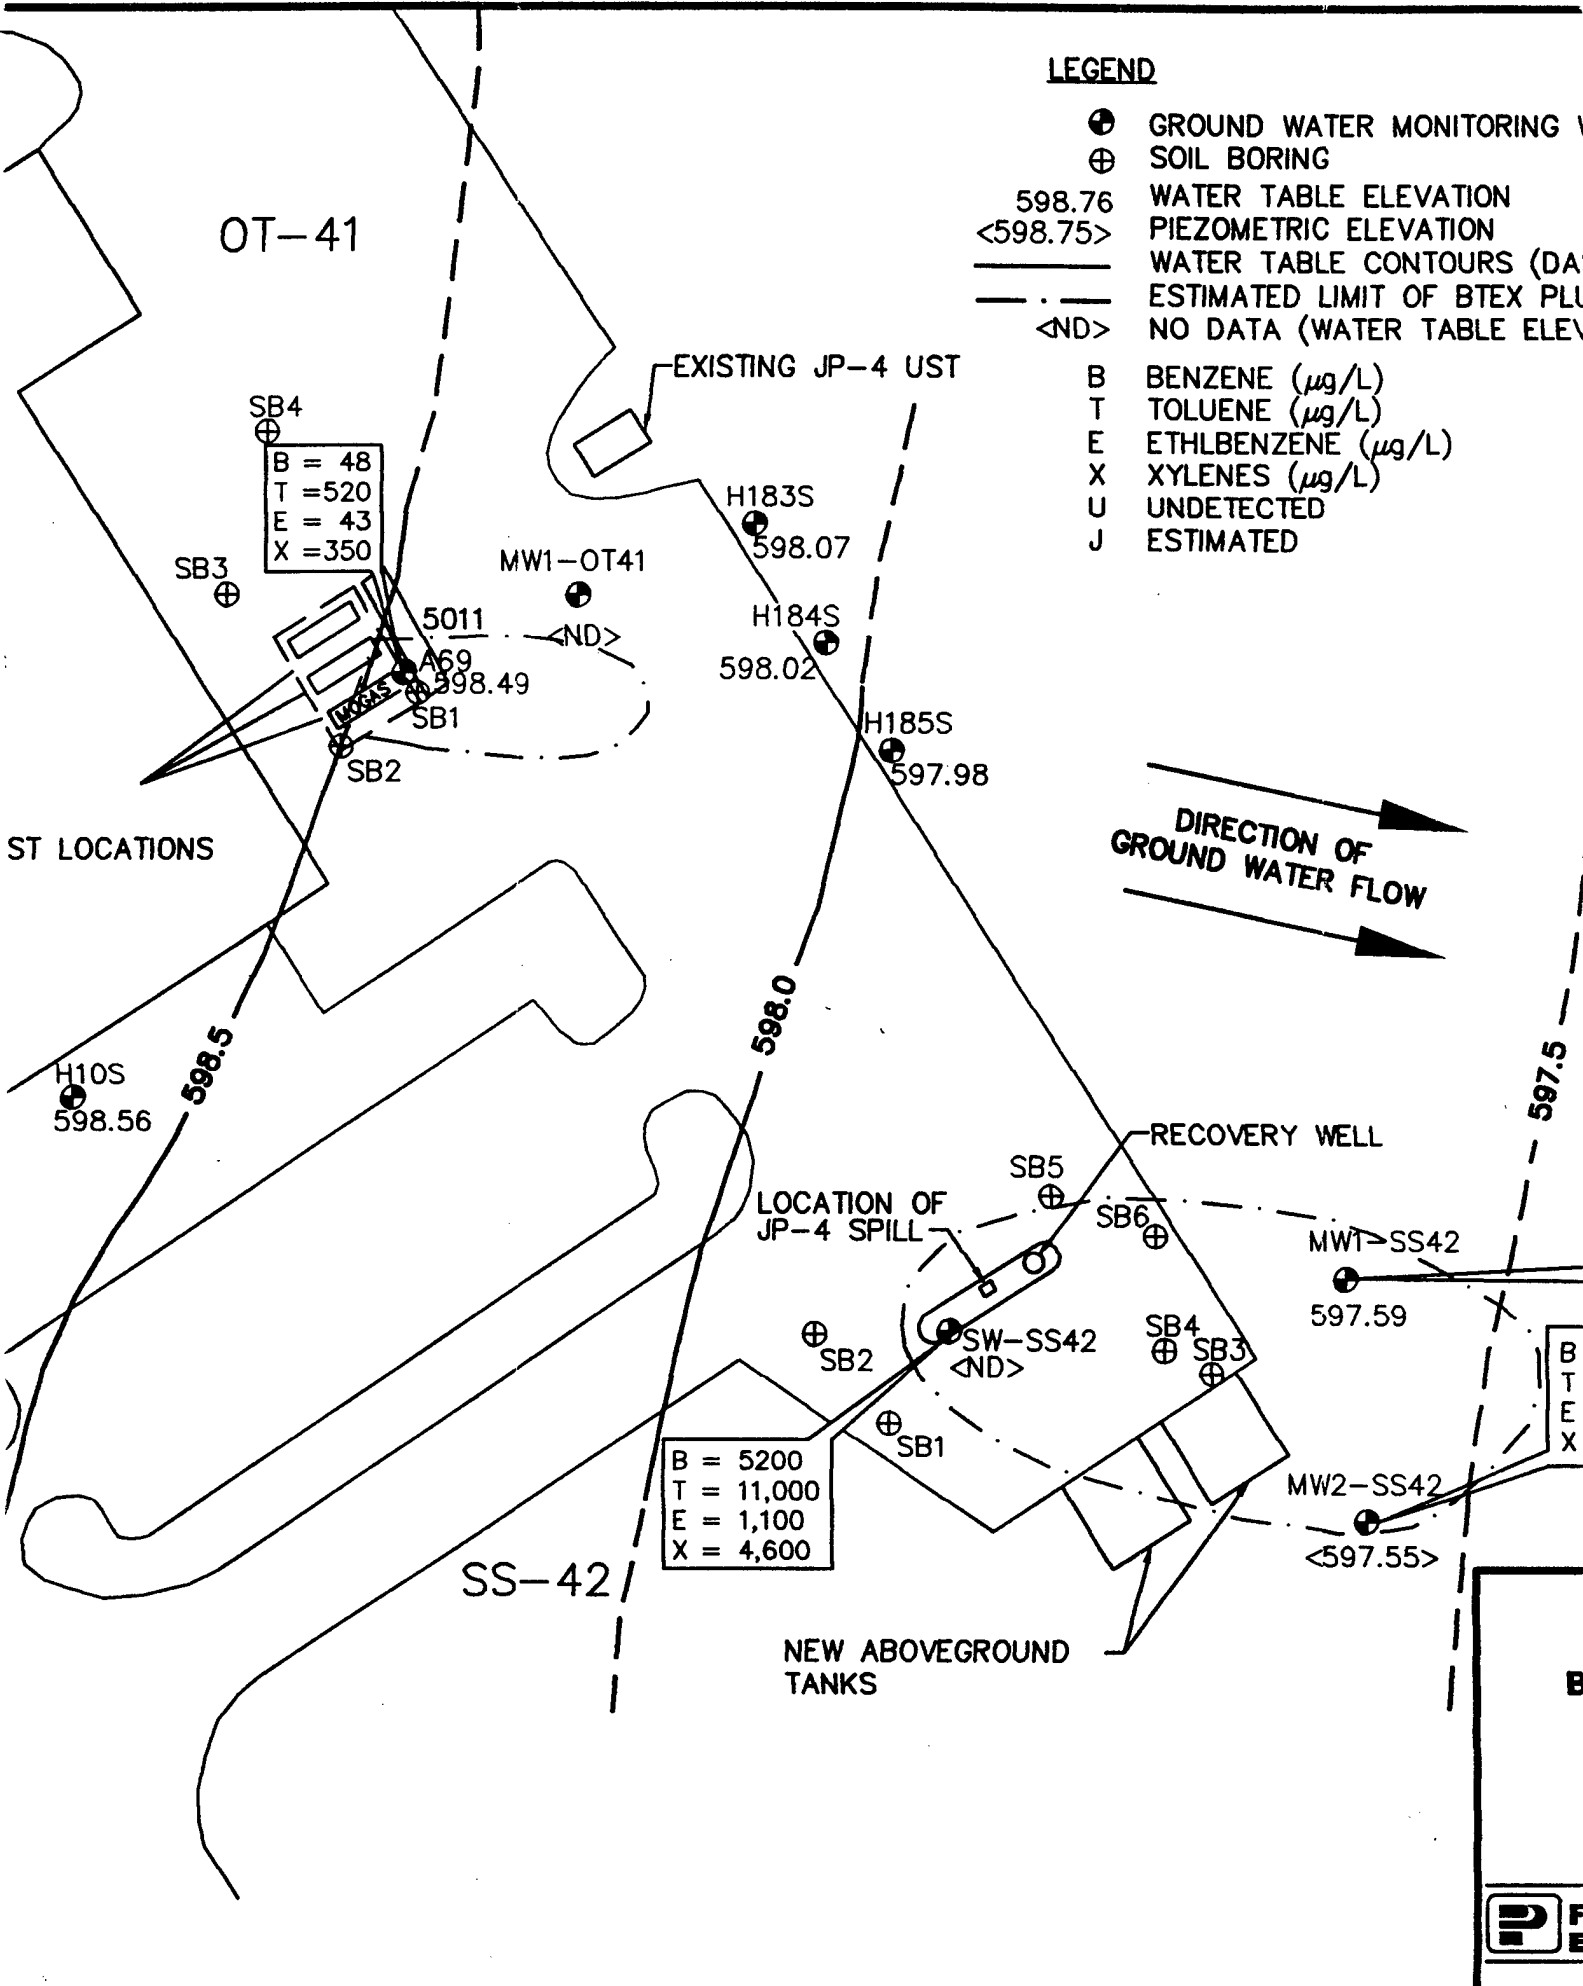 LEGEND
GROUND WATER MONITORING
SOIL BORING
598.76 WATER TABLE ELEVATION
<598.75> PIEZOMETRIC ELEVATION
WATER TABLE CONTOURS (DA
ESTIMATED LIMIT OF BTEX PLU
<ND> NO DATA (WATER TABLE ELEV
B BENZENE (μg/L)
T TOLUENE (μg/L)
E ETHLBENZENE (μg/L)
X XYLENES (μg/L)
U UNDETECTED
J ESTIMATED
OT-41
EXISTING JP-4 UST
SB4
B = 48
T =520
E = 43
X =350
H183S
598.07
SB3
MW1-OT41
<ND>
5011
H184S
598.02
A69
598.49
MOGAS
SB1
SB2
H185S
597.98
ST LOCATIONS
DIRECTION OF
GROUND WATER FLOW
598.5
598.0
597.5
H10S
598.56
RECOVERY WELL
SB5
LOCATION OF
JP-4 SPILL
SB6
MW1-SS42
597.59
SB2
SW-SS42
<ND>
SB4
SB3
SB1
B
T
E
X
B = 5200
T = 11,000
E = 1,100
X = 4,600
MW2-SS42
<597.55>
SS-42
NEW ABOVEGROUND
TANKS
B